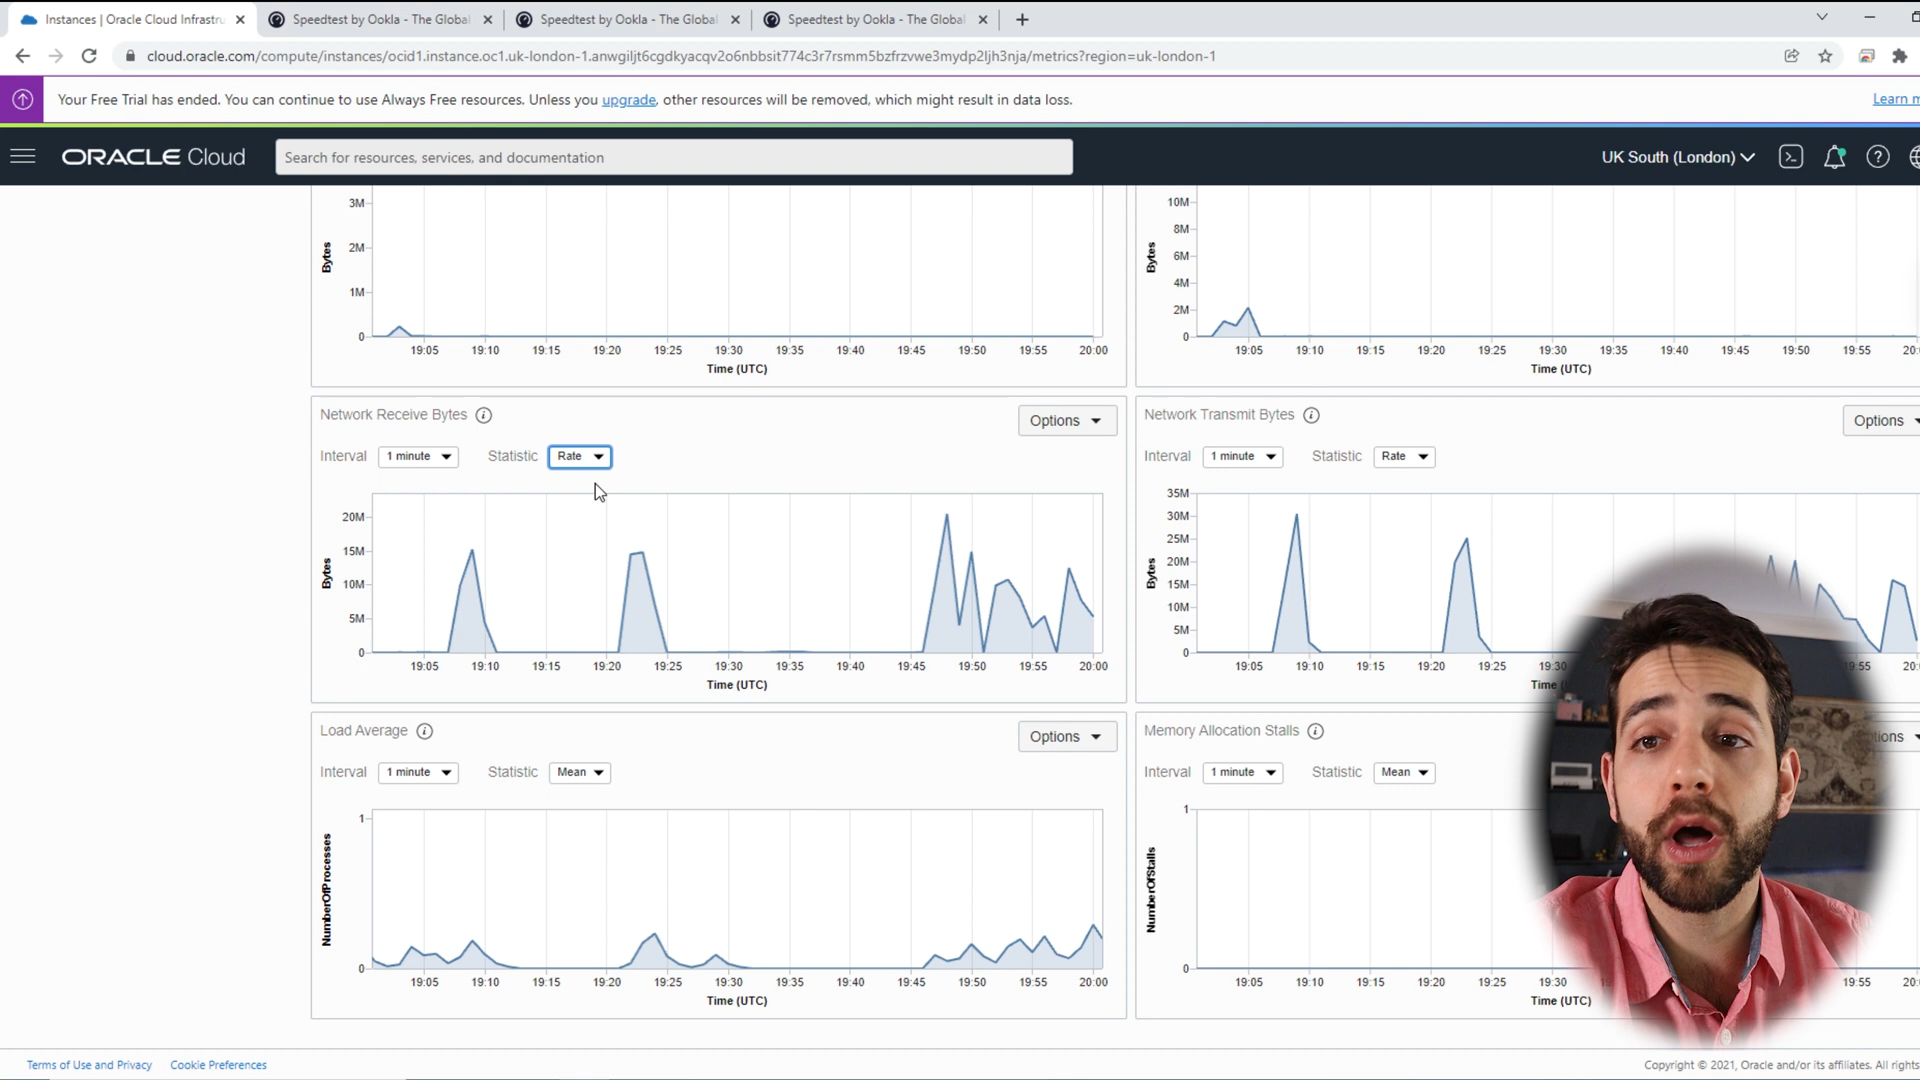 Instances | Oracle Cloud Infrastru
Speedtest by Ookla - The Global
Speedtest by Ookla - The Global
Speedtest by Ookla - The Global
cloud.oracle.com/compute/instances/ocid1.instance.oc1.uk-london-1.anwgiljt6cgdkyacqv2o6nbbsit774c3r7rsmm5bzfrzvwe3mydp2ljh3nja/metrics?region=uk-london-1
Your Free Trial has ended. You can continue to use Always Free resources. Unless you upgrade, other resources will be removed, which might result in data loss.
Learn m
ORACLE Cloud
Search for resources, services, and documentation
UK South (London)
3M
2M
1M
0
Bytes
19:05 19:10 19:15 19:20 19:25 19:30 19:35 19:40 19:45 19:50 19:55 20:00
Time (UTC)
10M
8M
6M
4M
2M
0
Bytes
19:05 19:10 19:15 19:20 19:25 19:30 19:35 19:40 19:45 19:50 19:55 20:
Time (UTC)
Network Receive Bytes
Options
Interval 1 minute Statistic Rate
20M
15M
10M
5M
0
Bytes
19:05 19:10 19:15 19:20 19:25 19:30 19:35 19:40 19:45 19:50 19:55 20:00
Time (UTC)
Network Transmit Bytes
Options
Interval 1 minute Statistic Rate
35M
30M
25M
20M
15M
10M
5M
0
Bytes
19:05 19:10 19:15 19:20 19:25 19:30 19:55 20:
Time (
Load Average
Options
Interval 1 minute Statistic Mean
1
0
NumberOfProcesses
19:05 19:10 19:15 19:20 19:25 19:30 19:35 19:40 19:45 19:50 19:55 20:00
Time (UTC)
Memory Allocation Stalls
tions
Interval 1 minute Statistic Mean
1
0
NumberOfStalls
19:05 19:10 19:15 19:20 19:25 19:30 19:55 20:
Time (UTC)
Terms of Use and Privacy
Cookie Preferences
Copyright © 2021, Oracle and/or its affiliates. All rights